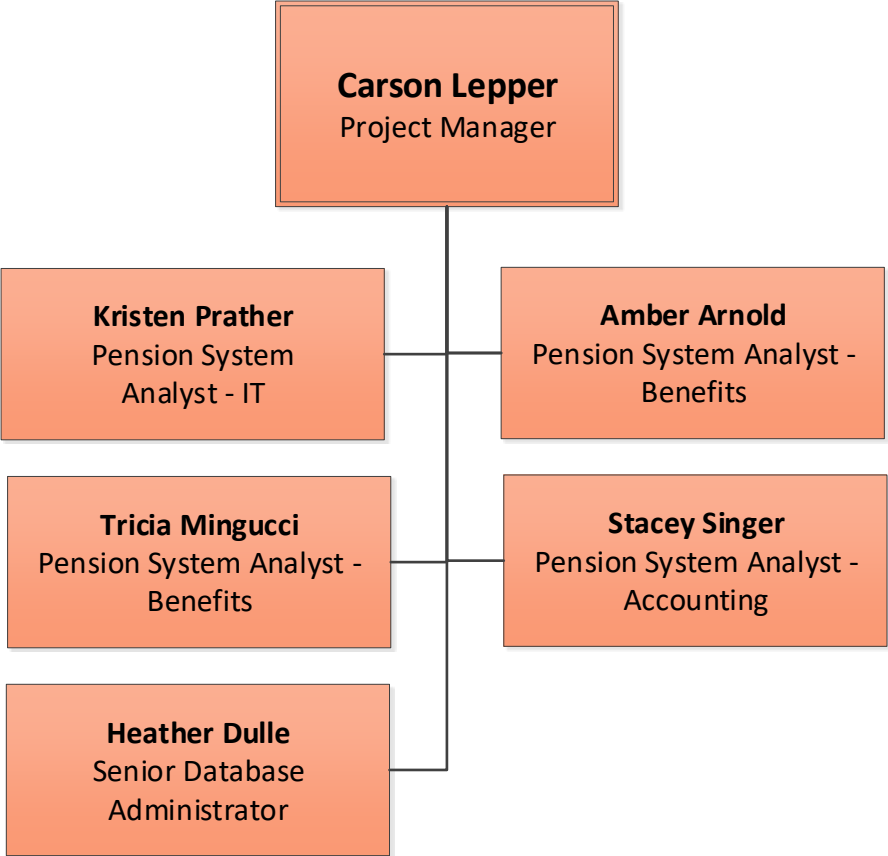 Carson Lepper
Project Manager
Kristen Prather
Pension System
Analyst - IT
Amber Arnold
Pension System Analyst -
Benefits
Tricia Mingucci
Pension System Analyst -
Benefits
Stacey Singer
Pension System Analyst -
Accounting
Heather Dulle
Senior Database
Administrator